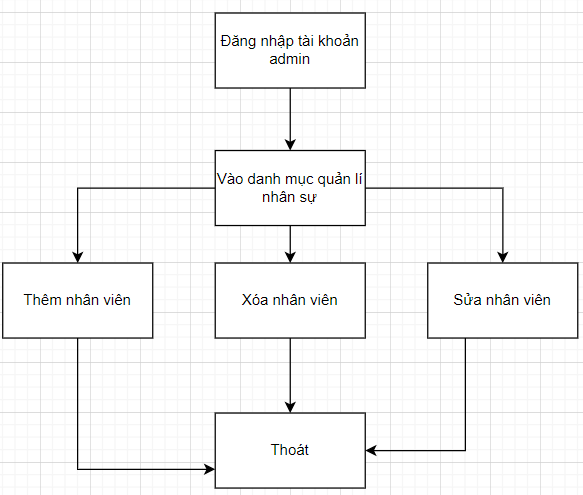 Đăng nhập tài khoản
admin
Vào danh mục quản lí
nhân sự
Thêm nhân viên
Xóa nhân viên
Sửa nhân viên
Thoát